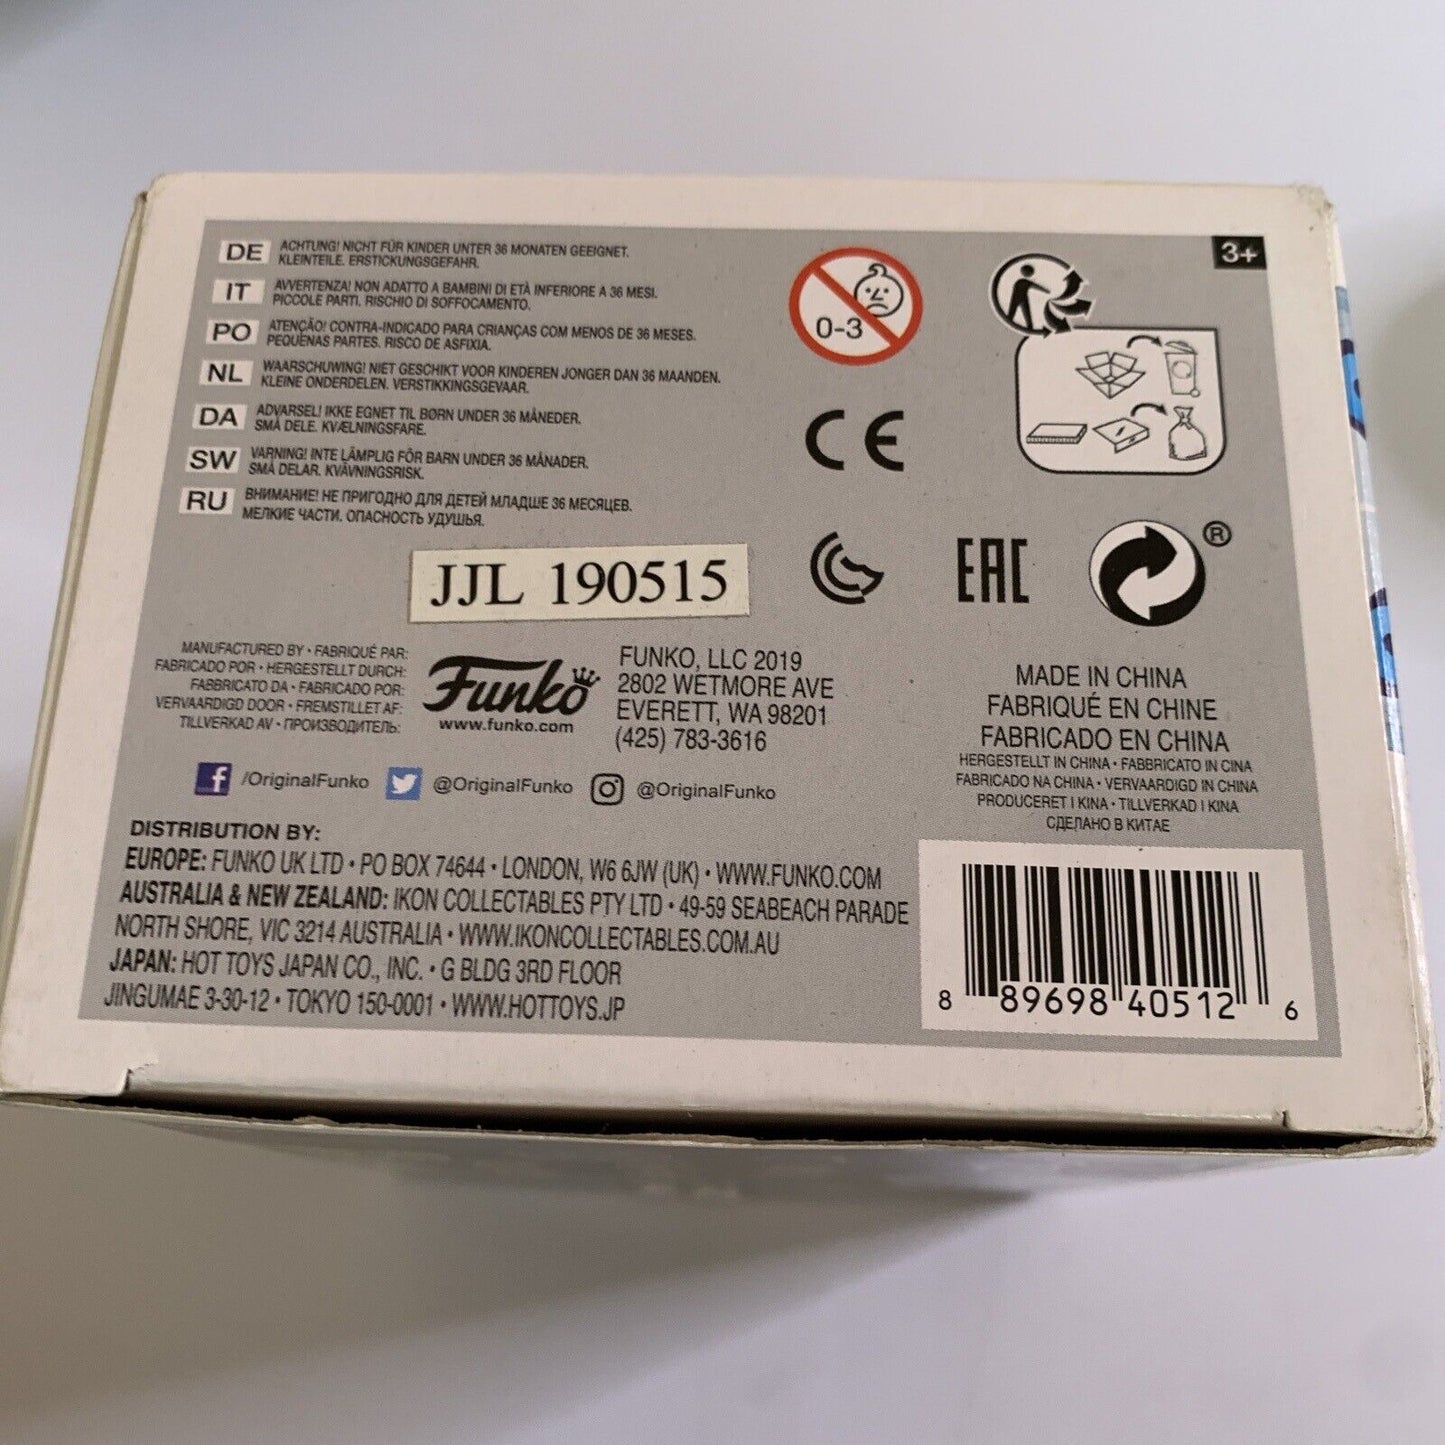 DE ACHTUNG! NICHT FÜR KINDER UNTER 36 MONATEN GEEIGNET.
KLEINTEILE. ERSTICKUNGSGEFAHR.
IT AVVERTENZA! NON ADATTO A BAMBINI DI ETÀ INFERIORE A 36 MESI.
PICCOLE PARTI. RISCHIO DI SOFFOCAMENTO.
PO ATENÇÃO! CONTRA-INDICADO PARA CRIANÇAS COM MENOS DE 36 MESES.
PEQUENAS PARTES. RISCO DE ASFIXIA.
NL WAARSCHUWING! NIET GESCHIKT VOOR KINDEREN JONGER DAN 36 MAANDEN.
KLEINE ONDERDELEN. VERSTIKKINGSGEVAAR.
DA ADVARSEL! IKKE EGNET TIL BØRN UNDER 36 MÅNEDER.
SMÅ DELE. KVÆLNINGSFARE.
SW VARNING! INTE LÄMPLIG FÖR BARN UNDER 36 MÅNADER.
SMÅ DELAR. KVÄVNINGSRISK.
RU ВНИМАНИЕ! НЕ ПРИГОДНО ДЛЯ ДЕТЕЙ МЛАДШЕ 36 МЕСЯЦЕВ.
МЕЛКИЕ ЧАСТИ. ОПАСНОСТЬ УДУШЬЯ.
0-3
3+
CE
EAC
®
JJL 190515
MANUFACTURED BY • FABRIQUÉ PAR:
FABRICADO POR • HERGESTELLT DURCH:
FABBRICATO DA • FABRICADO POR:
VERVAARDIGD DOOR • FREMSTILLET AF:
TILLVERKAD AV • ПРОИЗВОДИТЕЛЬ:
Funko
www.funko.com
FUNKO, LLC 2019
2802 WETMORE AVE
EVERETT, WA 98201
(425) 783-3616
/OriginalFunko
@OriginalFunko
@OriginalFunko
MADE IN CHINA
FABRIQUÉ EN CHINE
FABRICADO EN CHINA
HERGESTELLT IN CHINA • FABBRICATO IN CINA
FABRICADO NA CHINA • VERVAARDIGD IN CHINA
PRODUCERET I KINA • TILLVERKAD I KINA
СДЕЛАНО В КИТАЕ
DISTRIBUTION BY:
EUROPE: FUNKO UK LTD • PO BOX 74644 • LONDON, W6 6JW (UK) • WWW.FUNKO.COM
AUSTRALIA & NEW ZEALAND: IKON COLLECTABLES PTY LTD • 49-59 SEABEACH PARADE
NORTH SHORE, VIC 3214 AUSTRALIA • WWW.IKONCOLLECTABLES.COM.AU
JAPAN: HOT TOYS JAPAN CO., INC. • G BLDG 3RD FLOOR
JINGUMAE 3-30-12 • TOKYO 150-0001 • WWW.HOTTOYS.JP
8 89698 40512 6